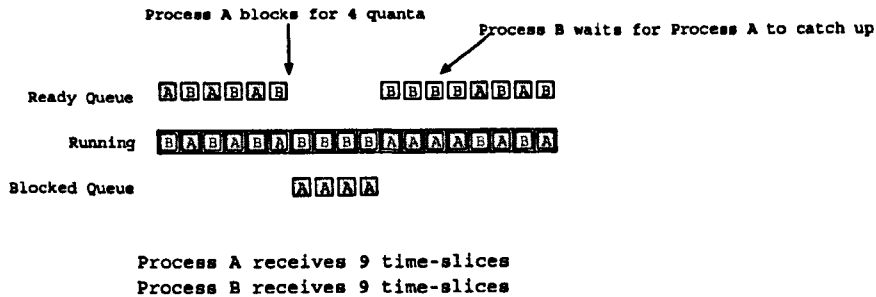 Process A blocks for 4 quanta
Process B waits for Process A to catch up
Ready Queue A B A B A B B B B B A B A B
Running B A B A B A B B B B A A A A B A B A
Blocked Queue A A A A
Process A receives 9 time-slices
Process B receives 9 time-slices